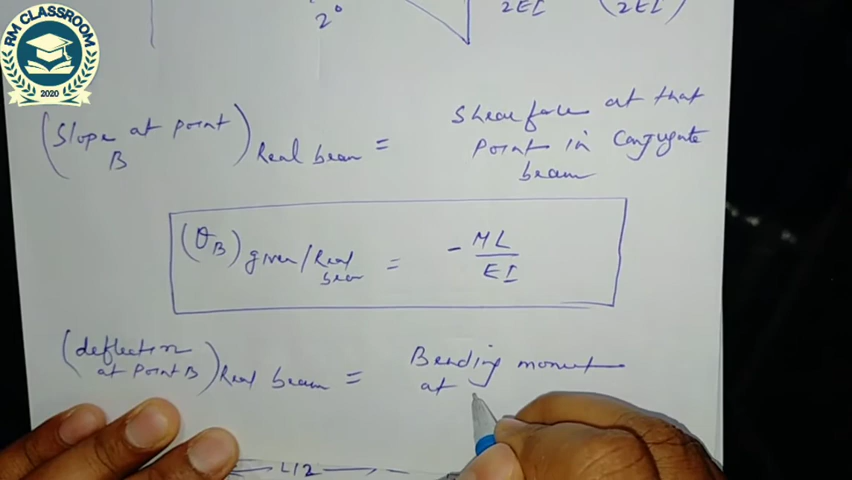 RM CLASSROOM
2020
2°
2EI
(2EI)
(Slope at point
B) Real beam =
Shear force at that
Point in Conjugate
beam
(θB) given/Real
beam = - ML
EI
(deflection
at Point B) Real beam =
Bending moment
at
L/2